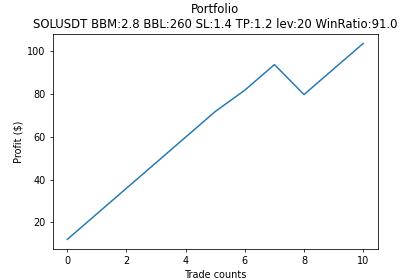 Portfolio
SOLUSDT BBM:2.8 BBL:260 SL:1.4 TP:1.2 lev:20 WinRatio:91.0
100
80
60
40
20
Profit ($)
0 2 4 6 8 10
Trade counts